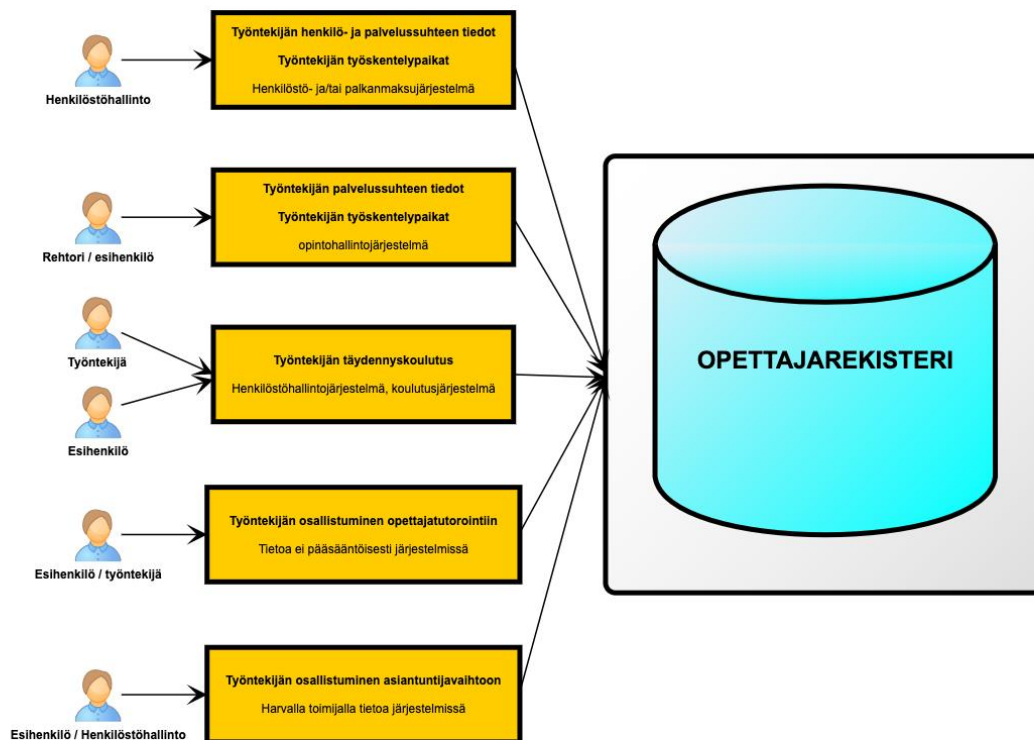 Henkilöstöhallinto
Työntekijän henkilö- ja palvelussuhteen tiedot
Työntekijän työskentelypaikat
Henkilöstö- ja/tai palkanmaksujärjestelmä
Rehtori / esihenkilö
Työntekijän palvelussuhteen tiedot
Työntekijän työskentelypaikat
opintohallintojärjestelmä
Työntekijä
Esihenkilö
Työntekijän täydennyskoulutus
Henkilöstöhallintojärjestelmä, koulutusjärjestelmä
Esihenkilö / työntekijä
Työntekijän osallistuminen opettajatutorointiin
Tietoa ei pääsääntöisesti järjestelmissä
Esihenkilö / Henkilöstöhallinto
Työntekijän osallistuminen asiantuntijavaihtoon
Harvalla toimijalla tietoa järjestelmissä
OPETTAJAREKISTERI